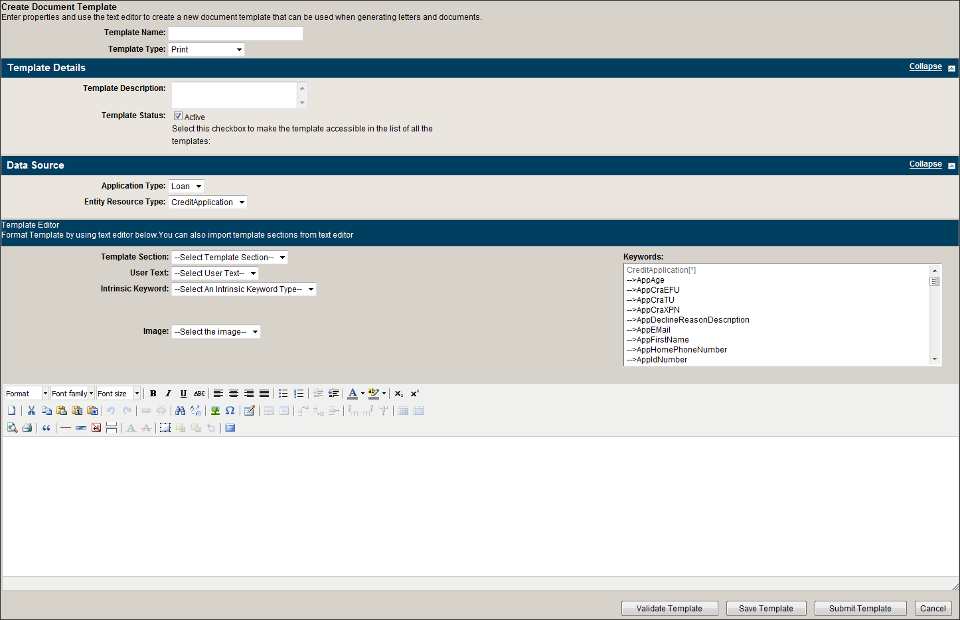 Create Document Template
Enter properties and use the text editor to create a new document template that can be used when generating letters and documents.
Template Name:
Template Type: Print
Template Details Collapse
Template Description:
Template Status: Active
Select this checkbox to make the template accessible in the list of all the
templates:
Data Source Collapse
Application Type: Loan
Entity Resource Type: CreditApplication
Template Editor
Format Template by using text editor below.You can also import template sections from text editor
Template Section: --Select Template Section--
User Text: --Select User Text--
Intrinsic Keyword: --Select An Intrinsic Keyword Type--
Image: --Select the image--
Keywords:
CreditApplication[*]
-->AppAge
-->AppCraEFU
-->AppCraTU
-->AppCraXPN
-->AppDeclineReasonDescription
-->AppEMail
-->AppFirstName
-->AppHomePhoneNumber
-->AppIdNumber
Format Font family Font size B I U ABC A ab x₂ x²
Validate Template Save Template Submit Template Cancel